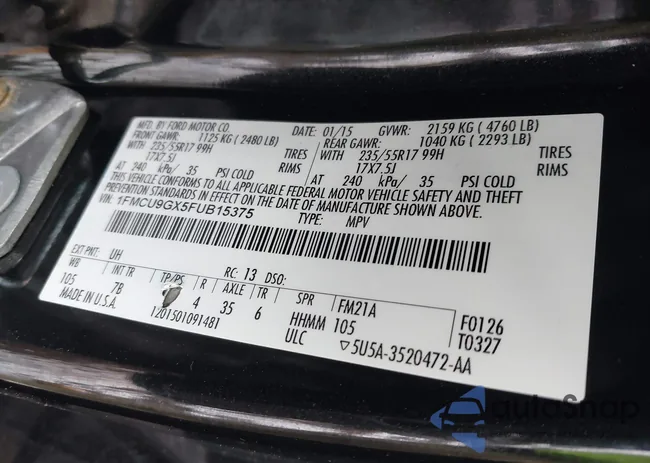 MFD. BY FORD MOTOR CO. DATE: 01/15 GVWR: 2159 KG ( 4760 LB)
FRONT GAWR: 1125 KG ( 2480 LB) REAR GAWR: 1040 KG ( 2293 LB)
WITH 235/55R17 99H TIRES WITH 235/55R17 99H TIRES
17X7.5J RIMS 17X7.5J RIMS
AT 240 kPa/ 35 PSI COLD AT 240 kPa/ 35 PSI COLD
THIS VEHICLE CONFORMS TO ALL APPLICABLE FEDERAL MOTOR VEHICLE SAFETY AND THEFT
PREVENTION STANDARDS IN EFFECT ON THE DATE OF MANUFACTURE SHOWN ABOVE.
VIN: 1FMCU9GX5FUB15375 TYPE: MPV
EXT PNT: UH RC: 13 DSO:
WB INT TR TP/PS R AXLE TR SPR
105 7B 4 35 6 FM21A F0126
HHMM 105 T0327
MADE IN U.S.A. 1201501091481 ULC ▽5U5A-3520472-AA
autosnap